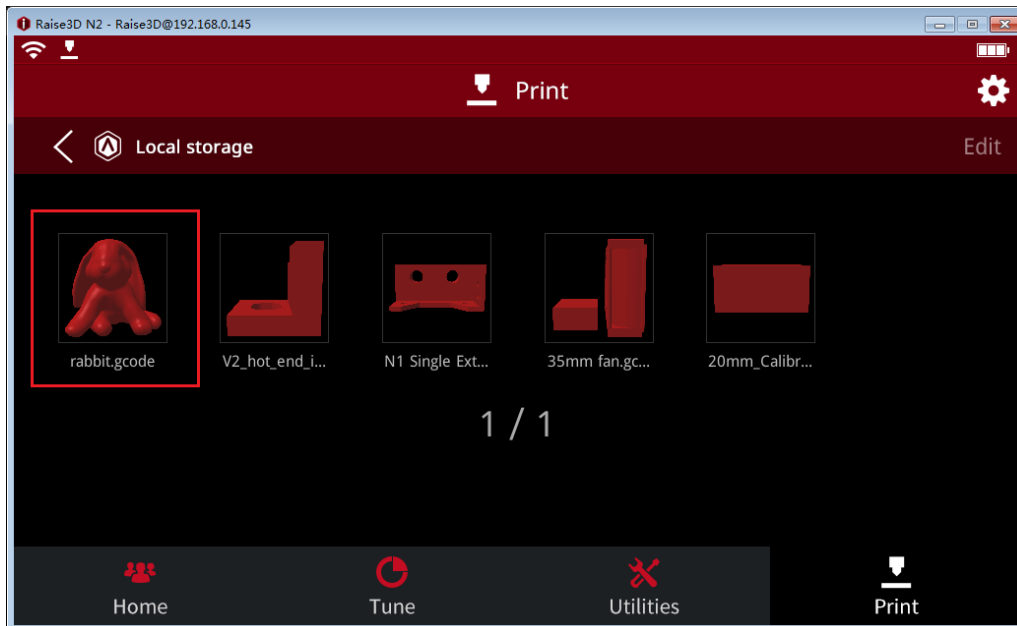 Raise3D N2 - Raise3D@192.168.0.145
Print
Local storage
Edit
rabbit.gcode
V2_hot_end_i...
N1 Single Ext...
35mm fan.gc...
20mm_Calibr...
1 / 1
Home
Tune
Utilities
Print